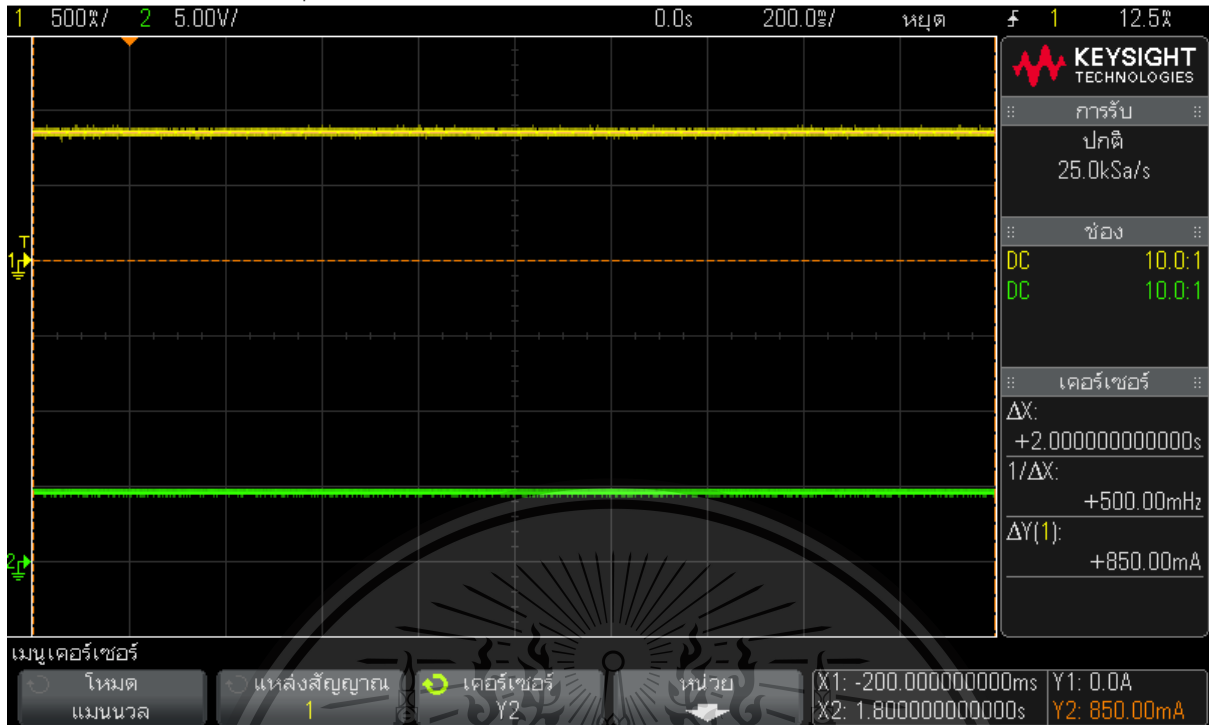 1 500mA/ 2 5.00V/ 0.0s 200.0ms/ หยุด 1 12.5mA
KEYSIGHT
TECHNOLOGIES
การรับ
ปกติ
25.0kSa/s
T
1
ช่อง
DC 10.0:1
DC 10.0:1
เคอร์เซอร์
ΔX:
+2.000000000000s
1/ΔX:
+500.00mHz
ΔY(1):
+850.00mA
2
เมนูเคอร์เซอร์
โหมด
แมนนวล
แหล่งสัญญาณ
1
เคอร์เซอร์
Y2
หน่วย
X1: -200.000000000ms
X2: 1.800000000000s
Y1: 0.0A
Y2: 850.00mA